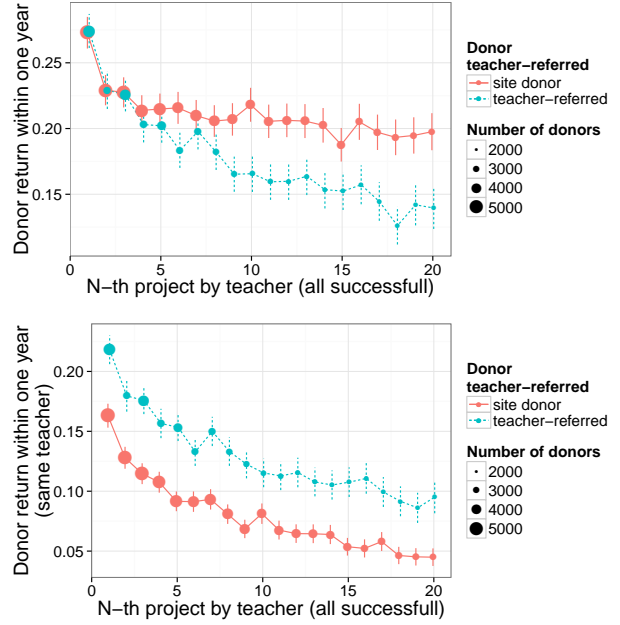 Donor return within one year
0.25
0.20
0.15
0
5
10
15
20
N-th project by teacher (all successfull)
Donor
teacher-referred
site donor
teacher-referred
Number of donors
2000
3000
4000
5000
Donor return within one year
(same teacher)
0.20
0.15
0.10
0.05
0
5
10
15
20
N-th project by teacher (all successfull)
Donor
teacher-referred
site donor
teacher-referred
Number of donors
2000
3000
4000
5000